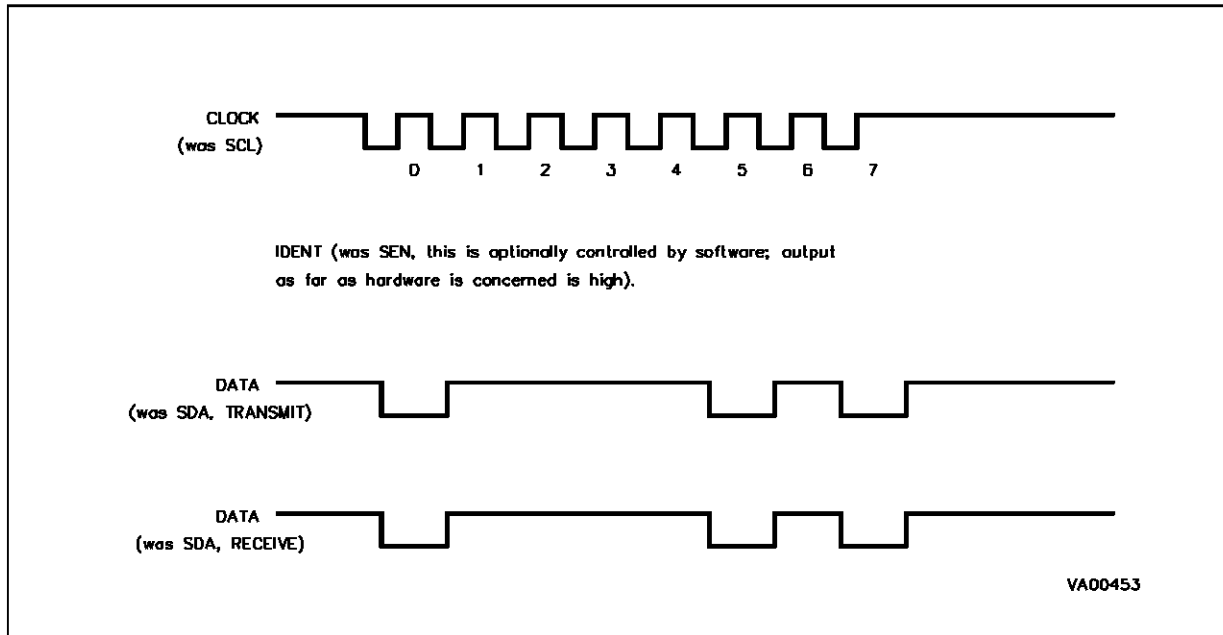 CLOCK
(was SCL)
0 1 2 3 4 5 6 7
IDENT (was SEN, this is optionally controlled by software; output
as far as hardware is concerned is high).
DATA
(was SDA, TRANSMIT)
DATA
(was SDA, RECEIVE)
VA00453